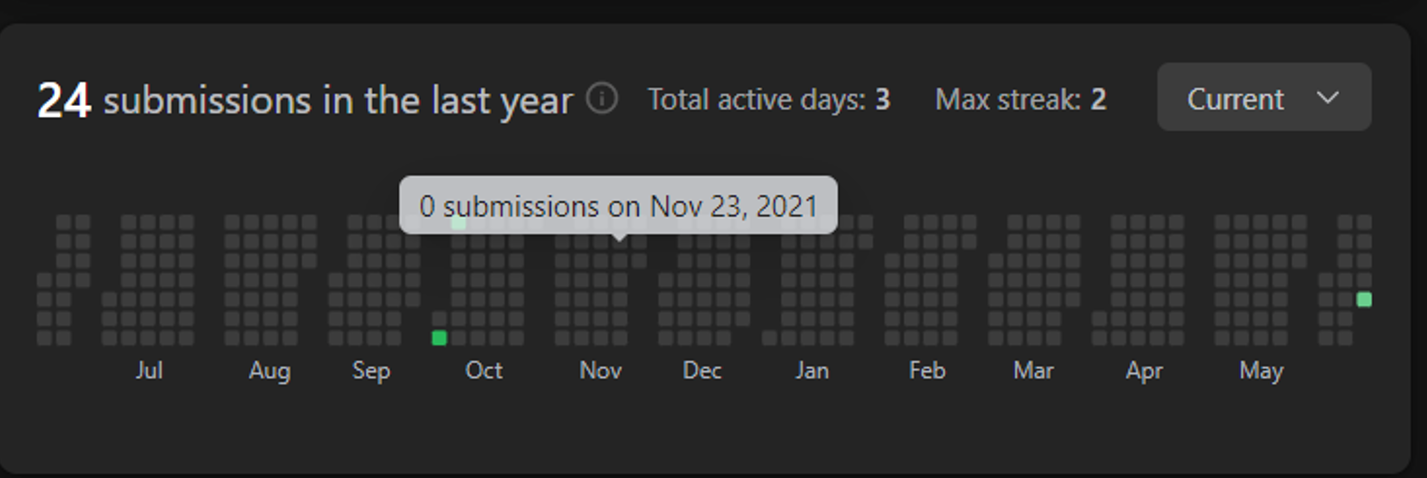 24 submissions in the last year Total active days: 3 Max streak: 2 Current
0 submissions on Nov 23, 2021
Jul Aug Sep Oct Nov Dec Jan Feb Mar Apr May